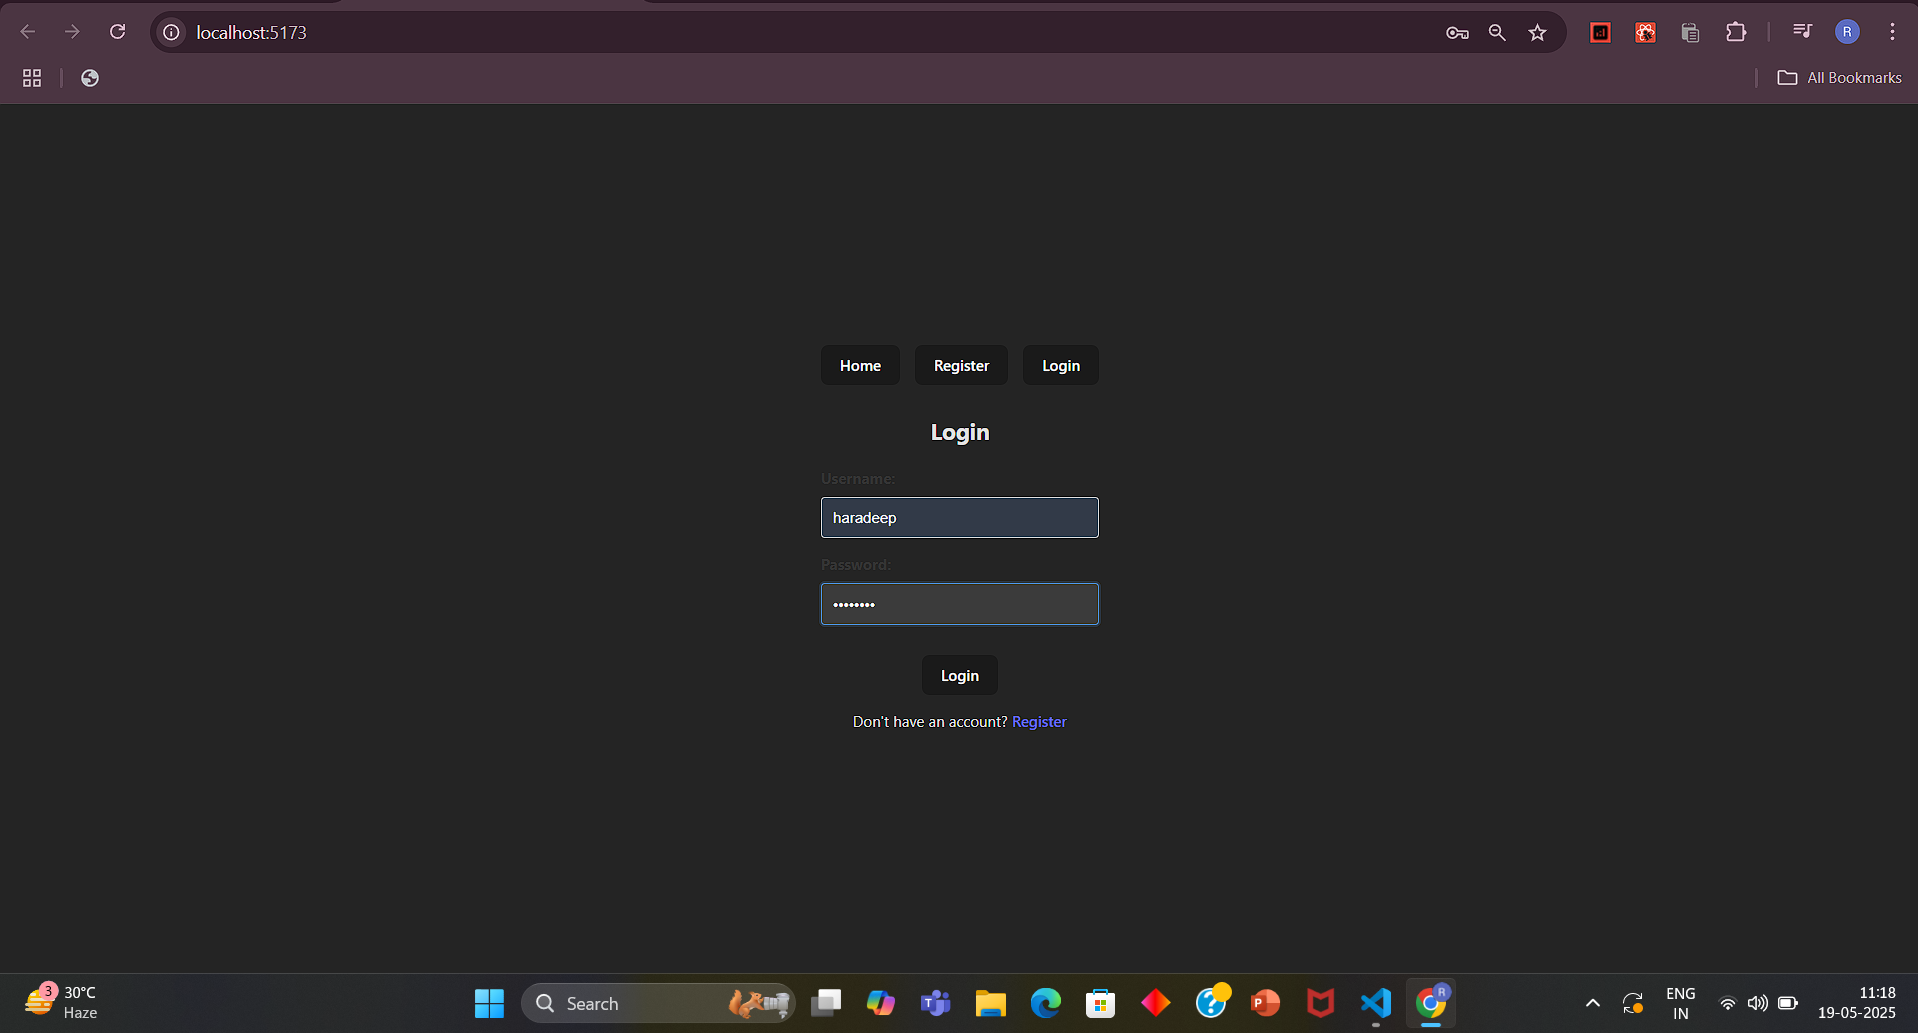 localhost:5173
R
All Bookmarks
Home Register Login
Login
Username:
haradeep
Password:
••••••••
Login
Don't have an account? Register
3
30°C
Haze
Search
T
?
P
R
ENG
IN
11:18
19-05-2025